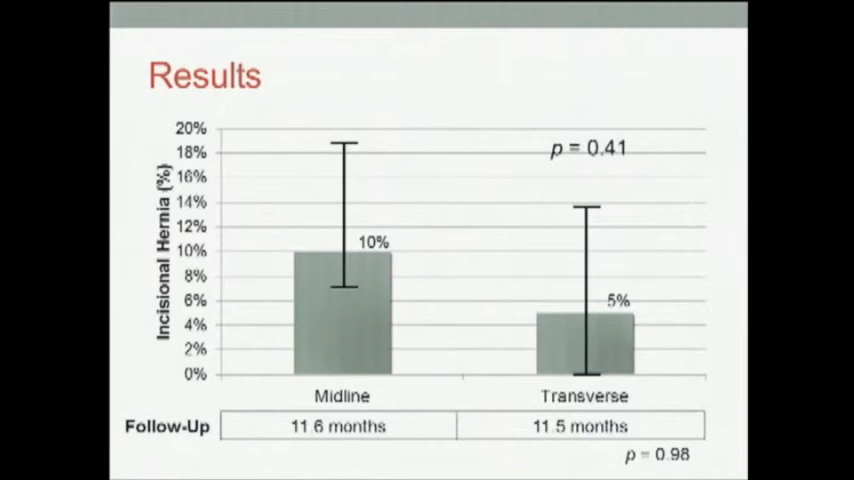 Results
20%
18%
16%
14%
12%
10%
8%
6%
4%
2%
0%
Incisional Hernia (%)
p = 0.41
10%
5%
Midline Transverse
Follow-Up 11.6 months 11.5 months
p = 0.98